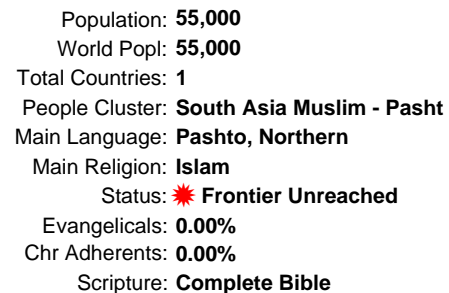 Population: 55,000
World Popl: 55,000
Total Countries: 1
People Cluster: South Asia Muslim - Pasht
Main Language: Pashto, Northern
Main Religion: Islam
Status: Frontier Unreached
Evangelicals: 0.00%
Chr Adherents: 0.00%
Scripture: Complete Bible